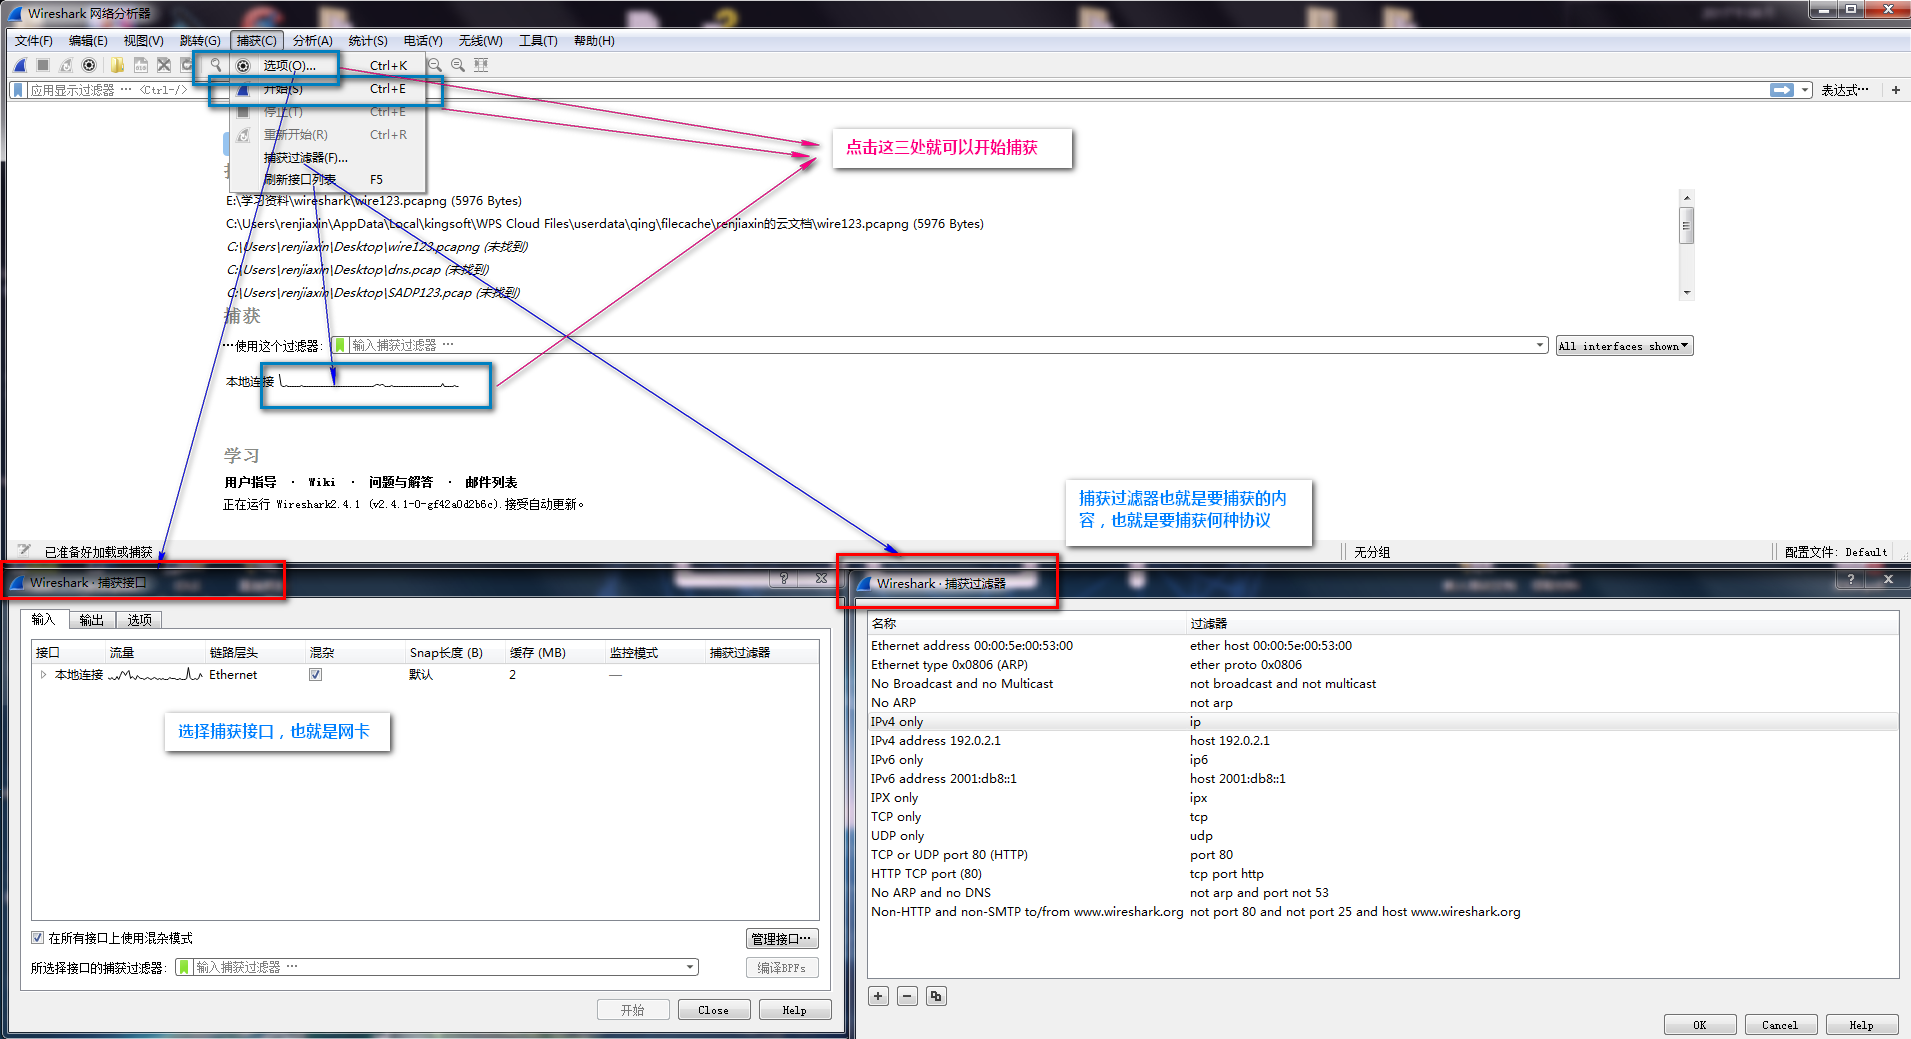 Wireshark 网络分析器
文件(F) 编辑(E) 视图(V) 跳转(G) 捕获(C) 分析(A) 统计(S) 电话(Y) 无线(W) 工具(T) 帮助(H)
选项(O)... Ctrl+K
应用显示过滤器 … <Ctrl-/>
表达式…
+
开始(S) Ctrl+E
停止(T) Ctrl+E
重新开始(R) Ctrl+R
捕获过滤器(F)...
刷新接口列表 F5
点击这三处就可以开始捕获
E:\学习资料\wireshark\wire123.pcapng (5976 Bytes)
C:\Users\renjiaxin\AppData\Local\kingsoft\WPS Cloud Files\userdata\qing\filecache\renjiaxin的云文档\wire123.pcapng (5976 Bytes)
C:\Users\renjiaxin\Desktop\wire123.pcapng (未找到)
C:\Users\renjiaxin\Desktop\dns.pcap (未找到)
C:\Users\renjiaxin\Desktop\SADP123.pcap (未找到)
捕获
…使用这个过滤器: 输入捕获过滤器 …
All interfaces shown
本地连接
学习
用户指导 · Wiki · 问题与解答 · 邮件列表
正在运行 Wireshark2.4.1 (v2.4.1-0-gf42a0d2b6c).接受自动更新。
捕获过滤器也就是要捕获的内
容，也就是要捕获何种协议
已准备好加载或捕获
无分组
配置文件: Default
Wireshark · 捕获接口
输入 输出 选项
接口 流量 链路层头 混杂 Snap长度 (B) 缓存 (MB) 监控模式 捕获过滤器
本地连接 Ethernet 默认 2 —
选择捕获接口，也就是网卡
在所有接口上使用混杂模式
管理接口…
所选择接口的捕获过滤器: 输入捕获过滤器 …
编译BPFs
开始 Close Help
Wireshark · 捕获过滤器
名称 过滤器
Ethernet address 00:00:5e:00:53:00 ether host 00:00:5e:00:53:00
Ethernet type 0x0806 (ARP) ether proto 0x0806
No Broadcast and no Multicast not broadcast and not multicast
No ARP not arp
IPv4 only ip
IPv4 address 192.0.2.1 host 192.0.2.1
IPv6 only ip6
IPv6 address 2001:db8::1 host 2001:db8::1
IPX only ipx
TCP only tcp
UDP only udp
TCP or UDP port 80 (HTTP) port 80
HTTP TCP port (80) tcp port http
No ARP and no DNS not arp and port not 53
Non-HTTP and non-SMTP to/from www.wireshark.org not port 80 and not port 25 and host www.wireshark.org
OK Cancel Help